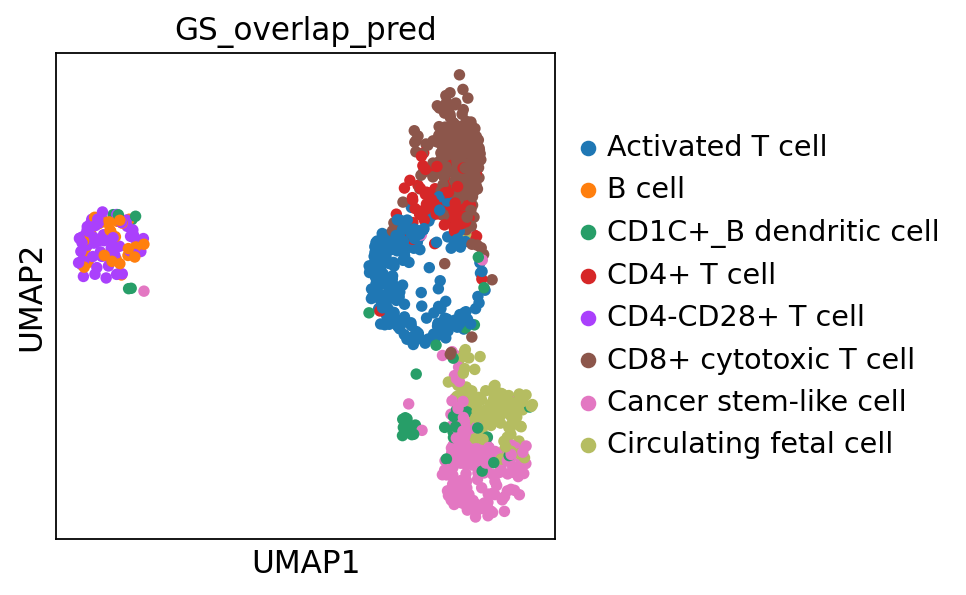 GS_overlap_pred
UMAP2
UMAP1
Activated T cell
B cell
CD1C+_B dendritic cell
CD4+ T cell
CD4-CD28+ T cell
CD8+ cytotoxic T cell
Cancer stem-like cell
Circulating fetal cell